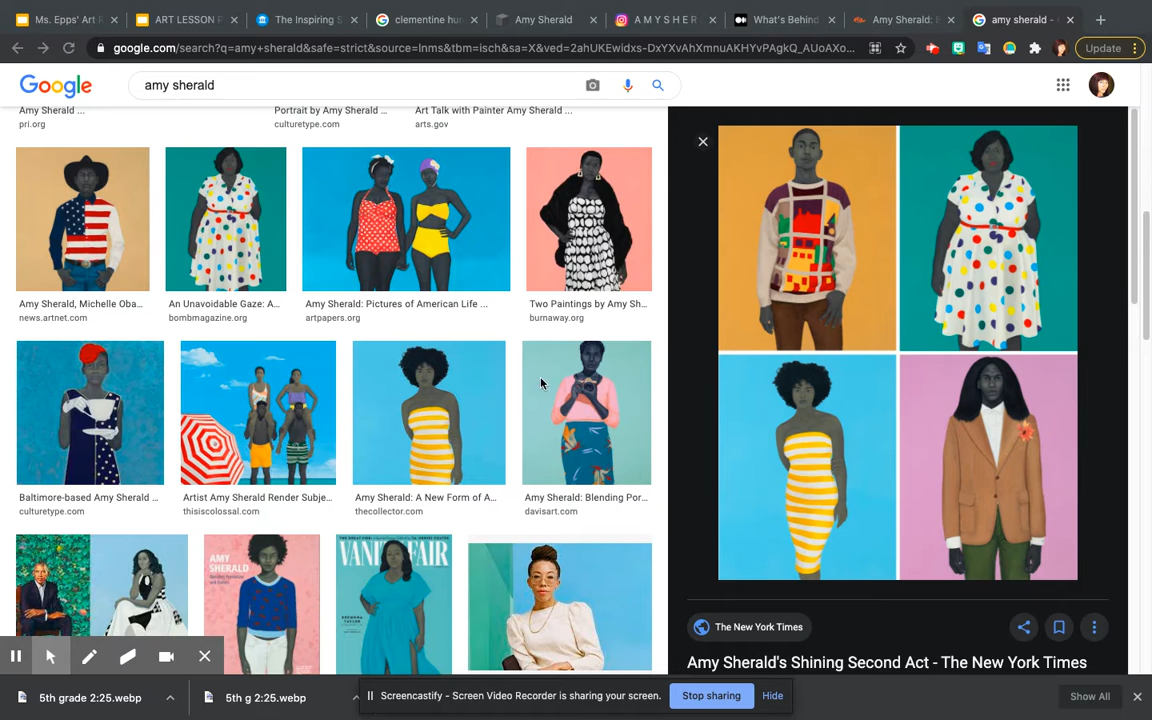 Ms. Epps' Art R
ART LESSON P
The Inspiring S
clementine hun
Amy Sherald
A M Y S H E R
What's Behind
Amy Sherald: B
amy sherald -
google.com/search?q=amy+sherald&safe=strict&source=lnms&tbm=isch&sa=X&ved=2ahUKEwidxs-DxYXvAhXmnuAKHYvPAgkQ_AUoAXo...
Update
Google
amy sherald
Amy Sherald ...
Portrait by Amy Sherald ...
Art Talk with Painter Amy Sherald ...
pri.org
culturetype.com
arts.gov
Amy Sherald, Michelle Oba...
An Unavoidable Gaze: A...
Amy Sherald: Pictures of American Life ...
Two Paintings by Amy Sh...
news.artnet.com
bombmagazine.org
artpapers.org
burnaway.org
Baltimore-based Amy Sherald ...
Artist Amy Sherald Render Subje...
Amy Sherald: A New Form of A...
Amy Sherald: Blending Por...
culturetype.com
thisiscolossal.com
thecollector.com
davisart.com
AMY
SHERALD
VANITY FAIR
The New York Times
Amy Sherald's Shining Second Act - The New York Times
5th grade 2:25.webp
5th g 2:25.webp
Screencastify - Screen Video Recorder is sharing your screen.
Stop sharing
Hide
Show All